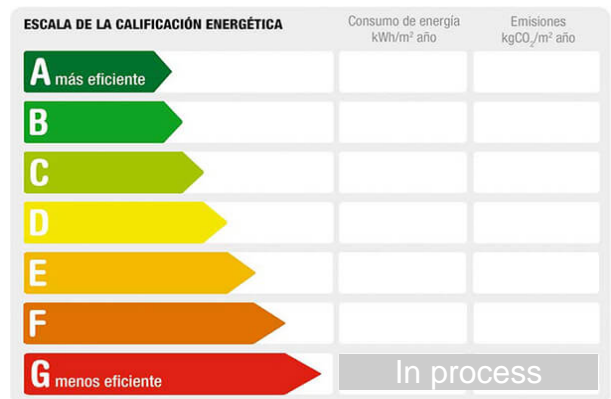 ESCALA DE LA CALIFICACIÓN ENERGÉTICA
Consumo de energía
kWh/m² año
Emisiones
kgCO₂/m² año
A más eficiente
B
C
D
E
F
G menos eficiente
In process